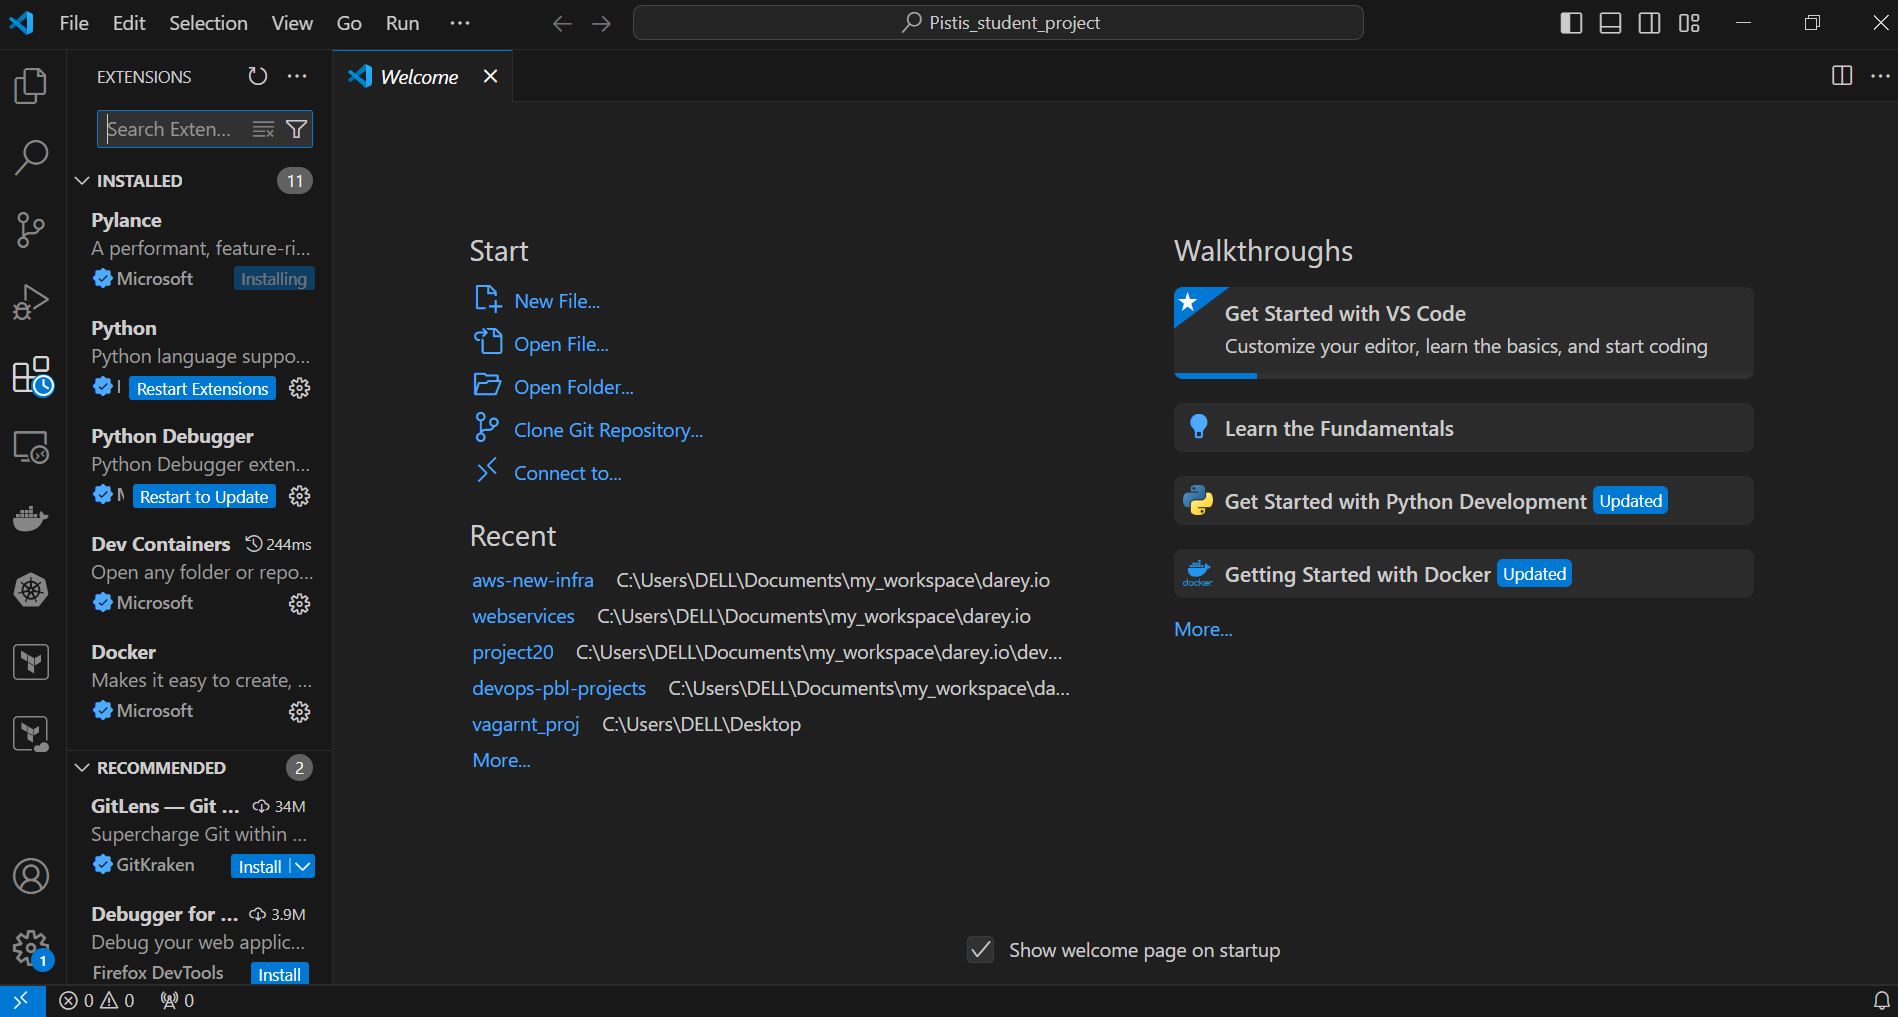 File Edit Selection View Go Run ···
Pistis_student_project
EXTENSIONS
Welcome
Search Exten...
INSTALLED 11
Pylance
A performant, feature-ri...
Microsoft Installing
Python
Python language suppo...
Restart Extensions
Python Debugger
Python Debugger exten...
Restart to Update
Dev Containers 244ms
Open any folder or repo...
Microsoft
Docker
Makes it easy to create, ...
Microsoft
RECOMMENDED 2
GitLens — Git ... 34M
Supercharge Git within ...
GitKraken Install
Debugger for ... 3.9M
Debug your web applic...
Firefox DevTools Install
1
Start
New File...
Open File...
Open Folder...
Clone Git Repository...
Connect to...
Recent
aws-new-infra C:\Users\DELL\Documents\my_workspace\darey.io
webservices C:\Users\DELL\Documents\my_workspace\darey.io
project20 C:\Users\DELL\Documents\my_workspace\darey.io\dev...
devops-pbl-projects C:\Users\DELL\Documents\my_workspace\da...
vagarnt_proj C:\Users\DELL\Desktop
More...
Walkthroughs
Get Started with VS Code
Customize your editor, learn the basics, and start coding
Learn the Fundamentals
Get Started with Python Development Updated
docker
Getting Started with Docker Updated
More...
Show welcome page on startup
0 0 0